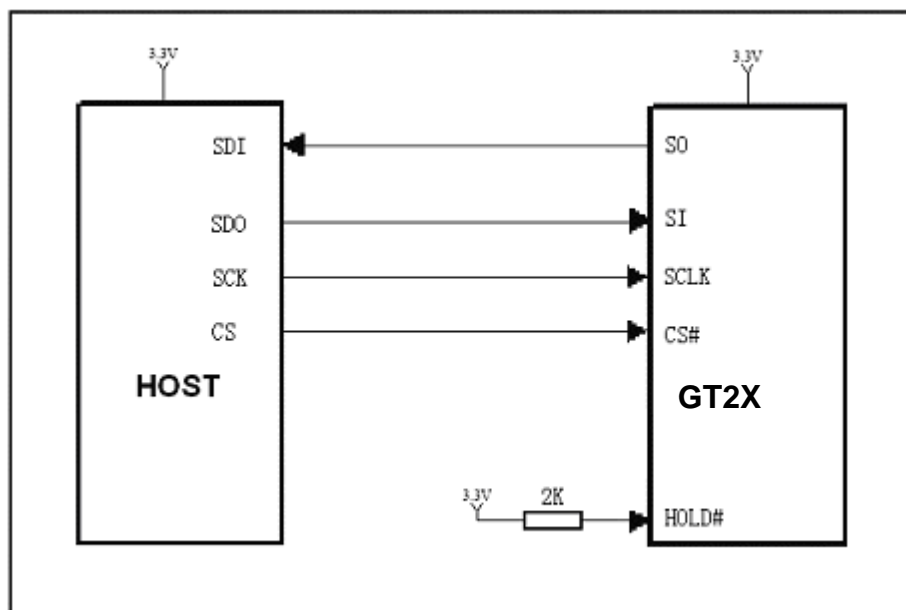 3.3V 3.3V
SDI SO
SDO SI
SCK SCLK
CS CS#
HOST GT2X
3.3V 2K HOLD#